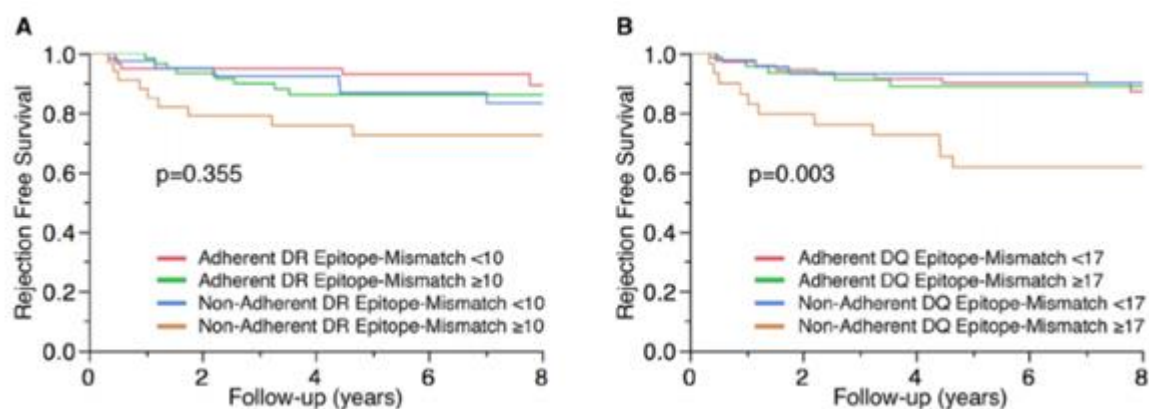 A
Rejection Free Survival
1.0
0.8
0.6
0.4
0.2
0.0
p=0.355
Adherent DR Epitope-Mismatch <10
Adherent DR Epitope-Mismatch ≥10
Non-Adherent DR Epitope-Mismatch <10
Non-Adherent DR Epitope-Mismatch ≥10
0 2 4 6 8
Follow-up (years)
B
Rejection Free Survival
1.0
0.8
0.6
0.4
0.2
0.0
p=0.003
Adherent DQ Epitope-Mismatch <17
Adherent DQ Epitope-Mismatch ≥17
Non-Adherent DQ Epitope-Mismatch <17
Non-Adherent DQ Epitope-Mismatch ≥17
0 2 4 6 8
Follow-up (years)